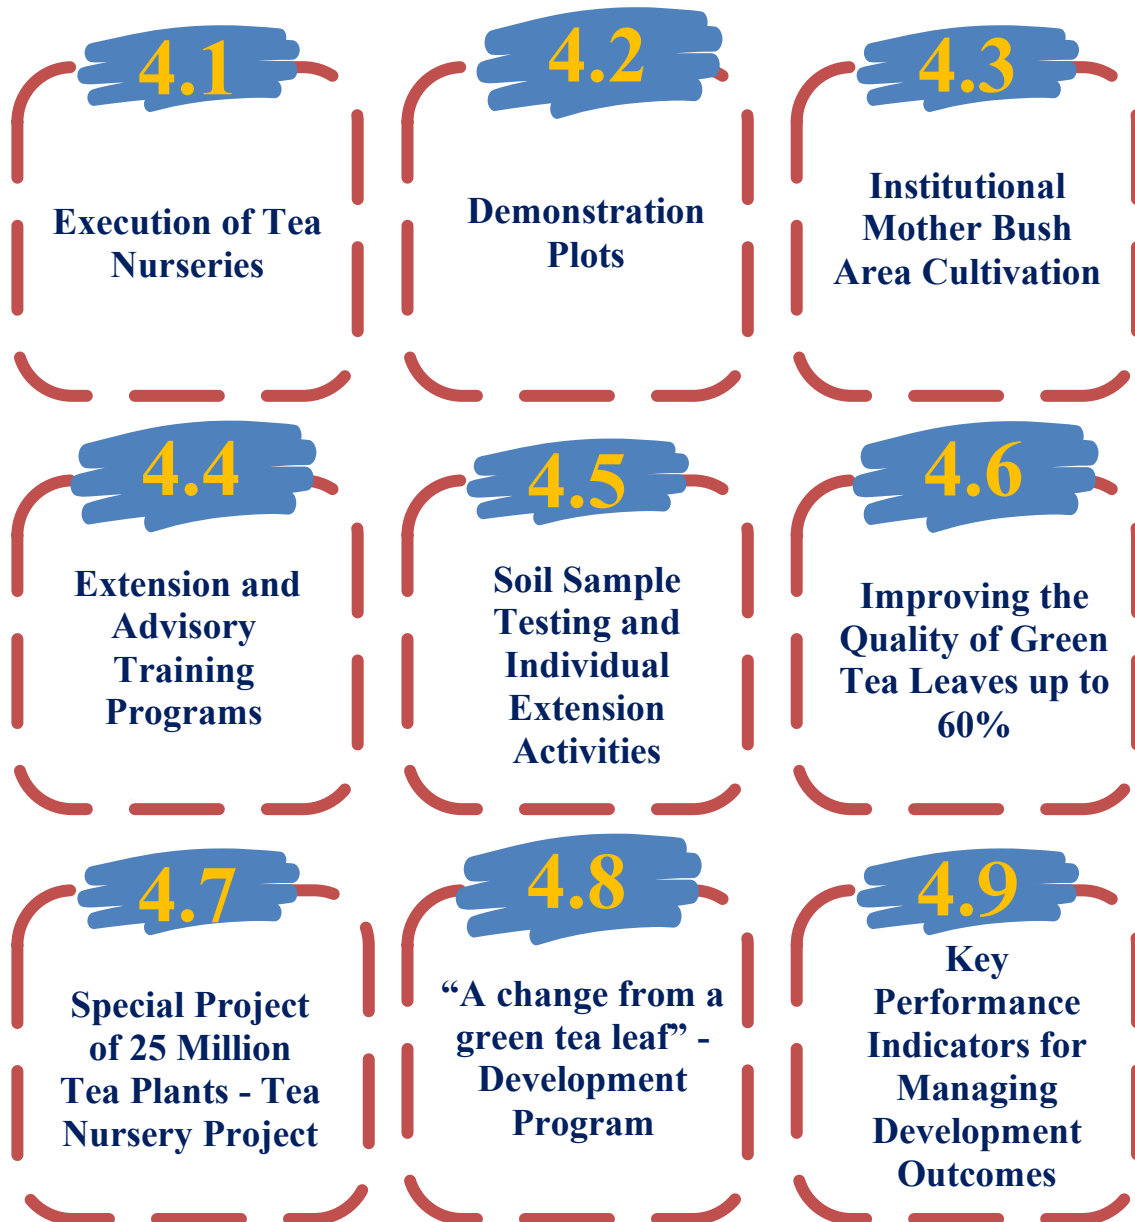 4.1
Execution of Tea
Nurseries
4.2
Demonstration
Plots
4.3
Institutional
Mother Bush
Area Cultivation
4.4
Extension and
Advisory
Training
Programs
4.5
Soil Sample
Testing and
Individual
Extension
Activities
4.6
Improving the
Quality of Green
Tea Leaves up to
60%
4.7
Special Project
of 25 Million
Tea Plants - Tea
Nursery Project
4.8
“A change from a
green tea leaf” -
Development
Program
4.9
Key
Performance
Indicators for
Managing
Development
Outcomes